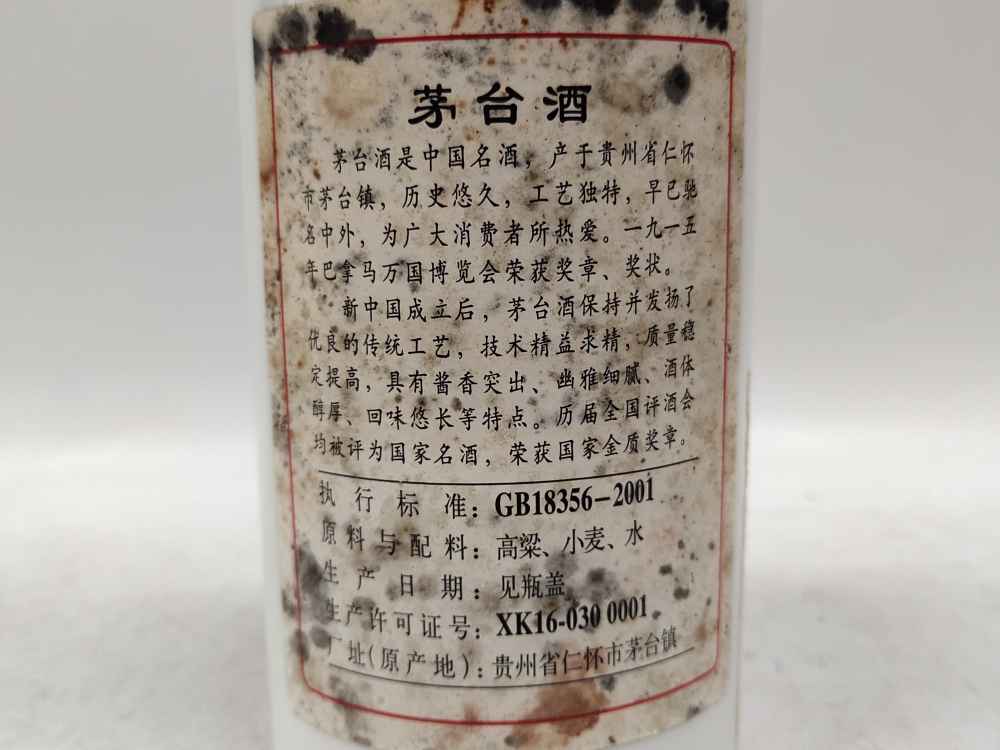 茅台酒
茅台酒是中国名酒，产于贵州省仁怀
市茅台镇，历史悠久，工艺独特，早已驰
名中外，为广大消费者所热爱。一九一五
年巴拿马万国博览会荣获奖章、奖状。
新中国成立后，茅台酒保持并发扬了
优良的传统工艺，技术精益求精，质量稳
定提高，具有酱香突出、幽雅细腻、酒体
醇厚、回味悠长等特点。历届全国评酒会
均被评为国家名酒，荣获国家金质奖章。
执行标准：GB18356-2001
原料与配料：高粱、小麦、水
生产日期：见瓶盖
生产许可证号：XK16-030 0001
厂址(原产地)：贵州省仁怀市茅台镇